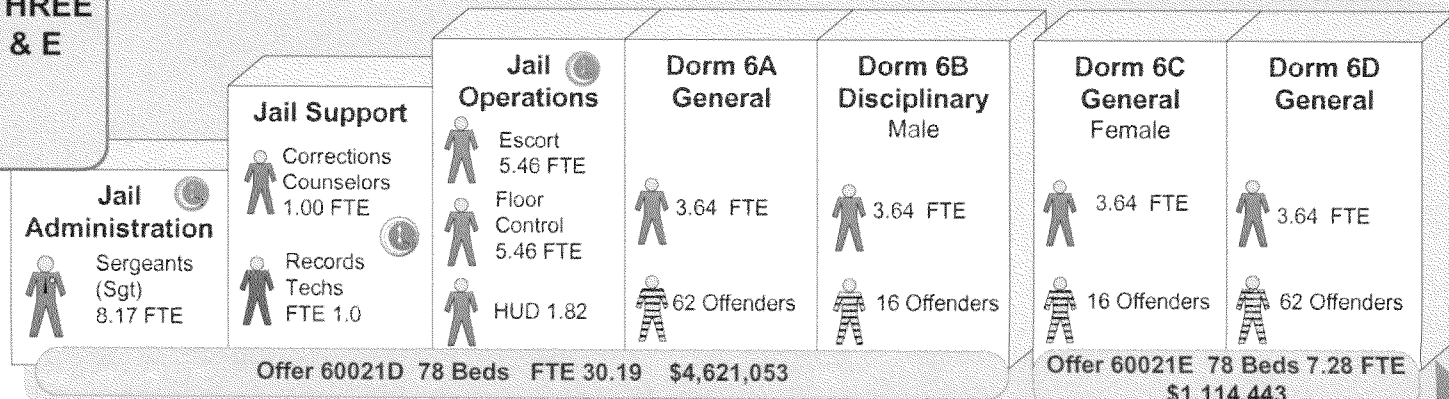 HREE
& E
Jail
Administration
Sergeants
(Sgt)
8.17 FTE
Jail Support
Corrections
Counselors
1.00 FTE
Records
Techs
FTE 1.0
Jail
Operations
Escort
5.46 FTE
Floor
Control
5.46 FTE
HUD 1.82
Dorm 6A
General
3.64 FTE
62 Offenders
Dorm 6B
Disciplinary
Male
3.64 FTE
16 Offenders
Dorm 6C
General
Female
3.64 FTE
16 Offenders
Dorm 6D
General
3.64 FTE
62 Offenders
Offer 60021D 78 Beds FTE 30.19 $4,621,053
Offer 60021E 78 Beds 7.28 FTE
$1,114,443